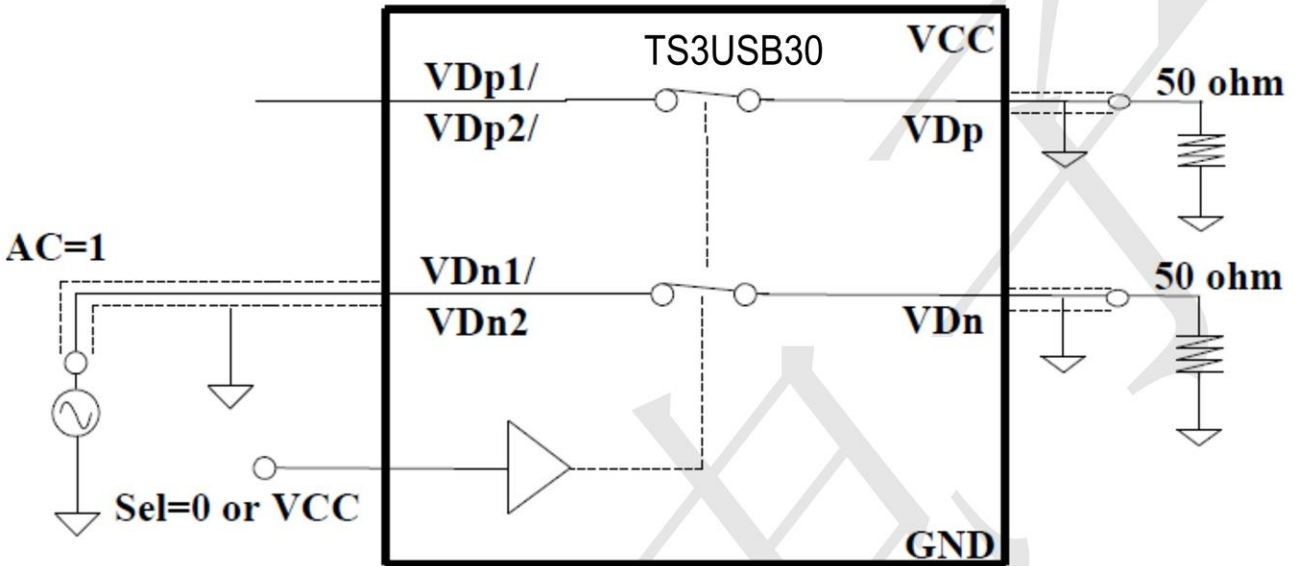 TS3USB30
VCC
VDp1/
VDp2/
VDp
50 ohm
AC=1
VDn1/
VDn2
VDn
50 ohm
Sel=0 or VCC
GND